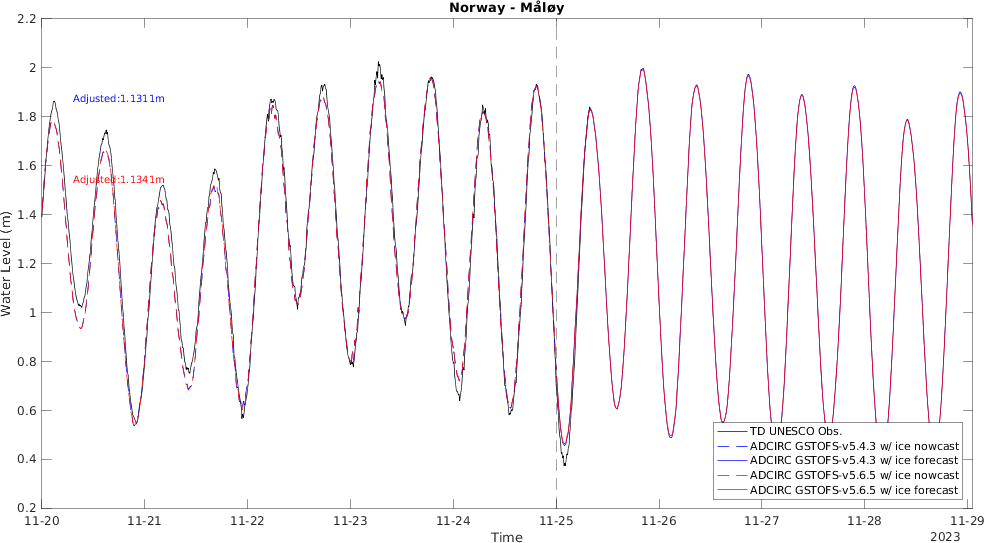 Norway - Måløy
2.2
2
1.8
1.6
1.4
1.2
1
0.8
0.6
0.4
0.2
Water Level (m)
Adjusted:1.1311m
Adjusted:1.1341m
TD UNESCO Obs.
ADCIRC GSTOFS-v5.4.3 w/ ice nowcast
ADCIRC GSTOFS-v5.4.3 w/ ice forecast
ADCIRC GSTOFS-v5.6.5 w/ ice nowcast
ADCIRC GSTOFS-v5.6.5 w/ ice forecast
11-20 11-21 11-22 11-23 11-24 11-25 11-26 11-27 11-28 11-29
Time
2023